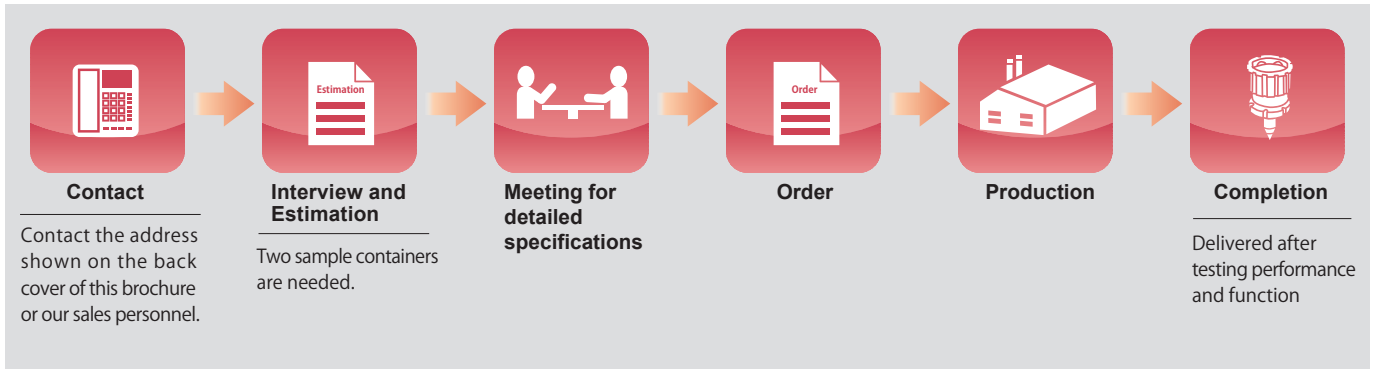 Contact
Contact the address
shown on the back
cover of this brochure
or our sales personnel.
Estimation
Interview and
Estimation
Two sample containers
are needed.
Meeting for
detailed
specifications
Order
Order
Production
Completion
Delivered after
testing performance
and function